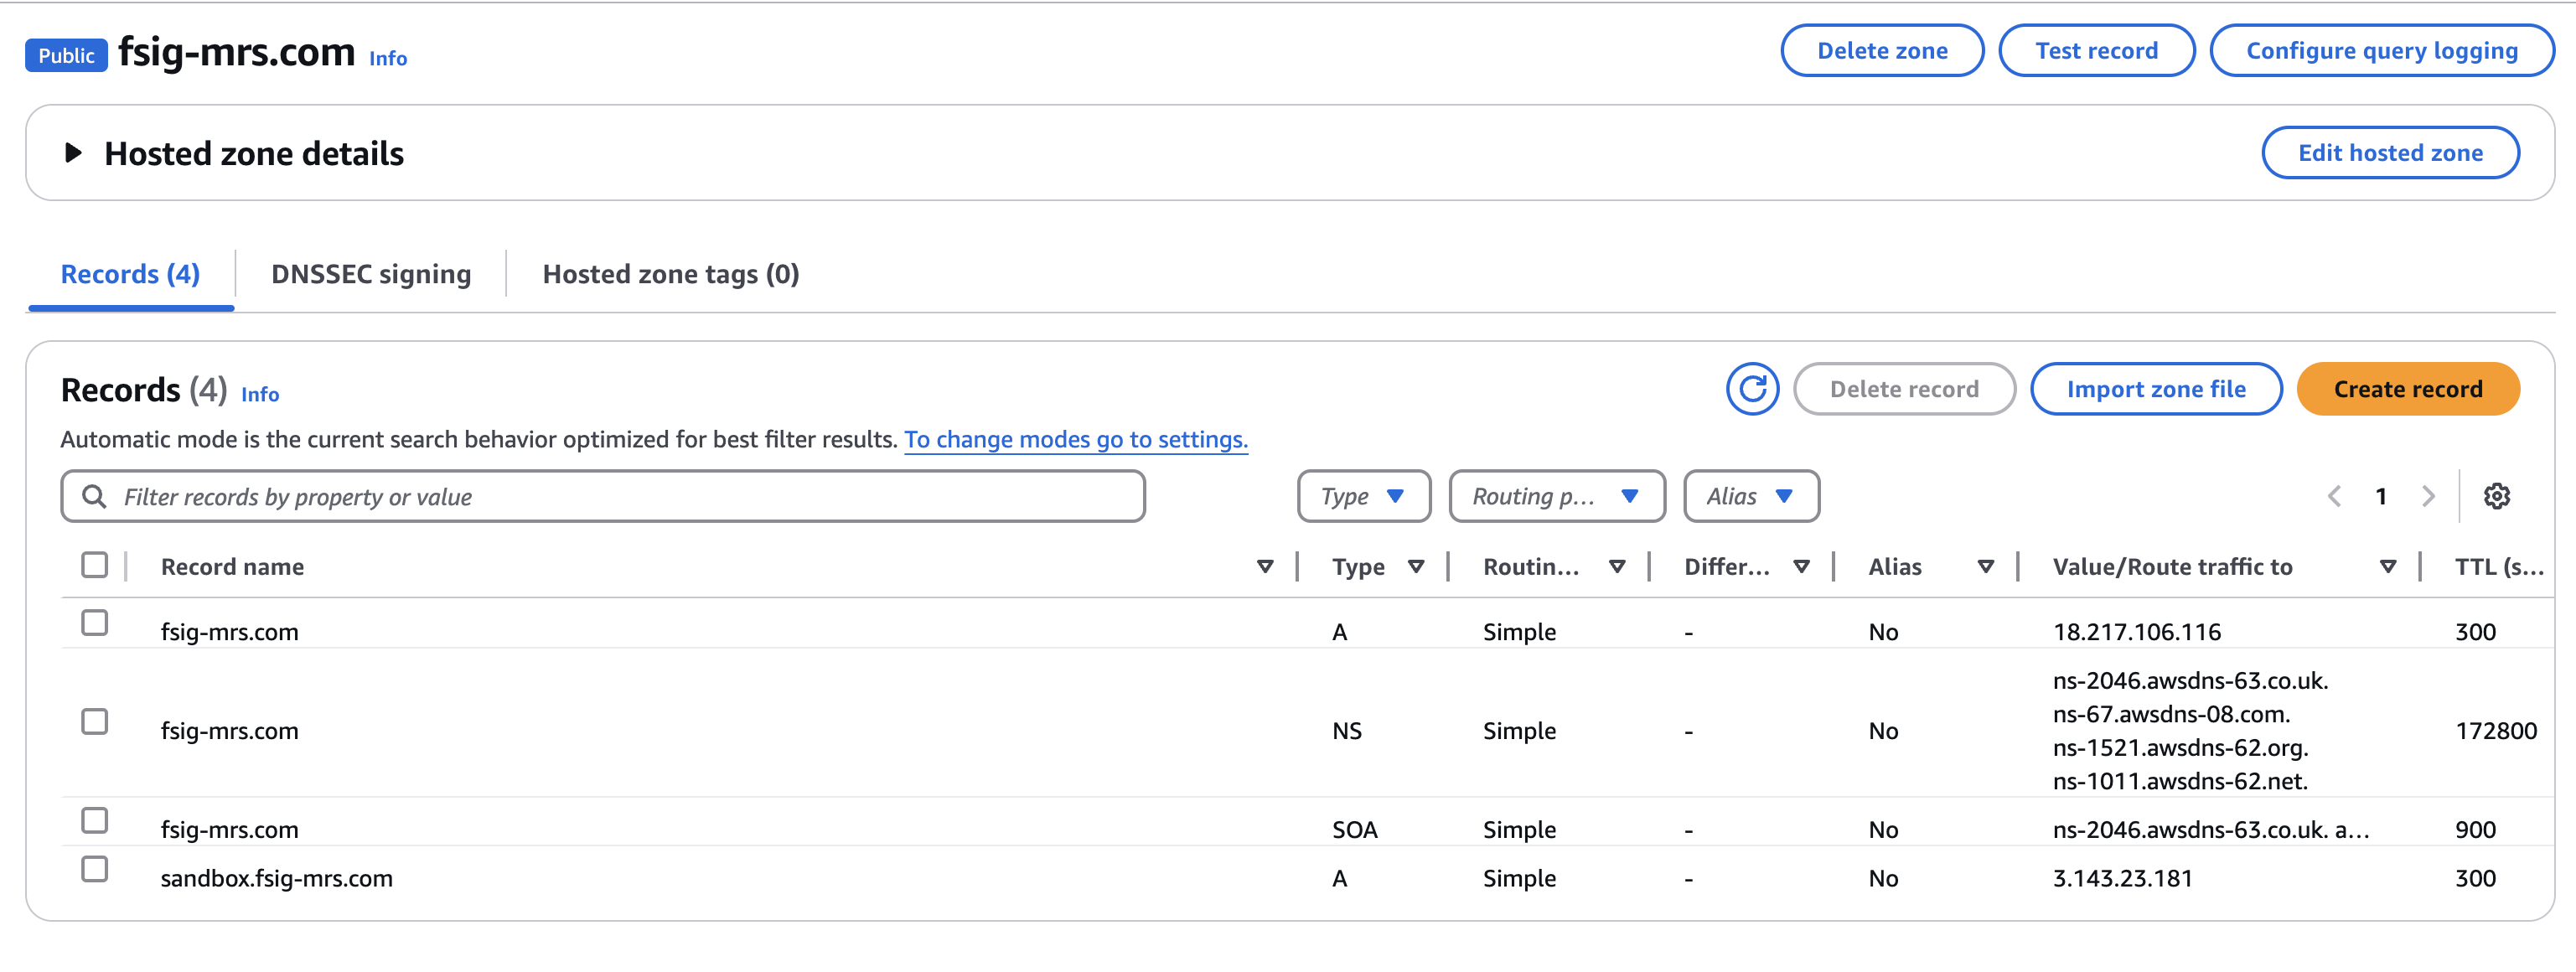 Public fsig-mrs.com Info
Delete zone Test record Configure query logging
Hosted zone details Edit hosted zone
Records (4) DNSSEC signing Hosted zone tags (0)
Records (4) Info
Delete record Import zone file Create record
Automatic mode is the current search behavior optimized for best filter results. To change modes go to settings.
Filter records by property or value Type Routing p... Alias 1
Record name Type Routin... Differ... Alias Value/Route traffic to TTL (s...
fsig-mrs.com A Simple - No 18.217.106.116 300
ns-2046.awsdns-63.co.uk.
ns-67.awsdns-08.com.
fsig-mrs.com NS Simple - No 172800
ns-1521.awsdns-62.org.
ns-1011.awsdns-62.net.
fsig-mrs.com SOA Simple - No ns-2046.awsdns-63.co.uk. a... 900
sandbox.fsig-mrs.com A Simple - No 3.143.23.181 300